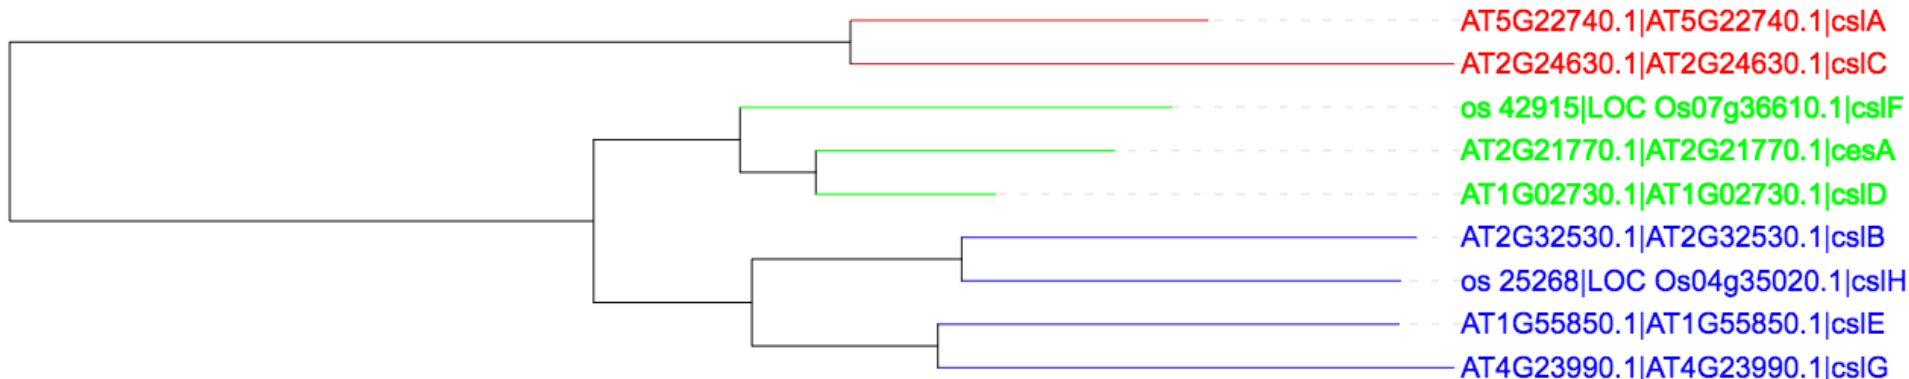 AT5G22740.1|AT5G22740.1|cslA
AT2G24630.1|AT2G24630.1|cslC
os 42915|LOC Os07g36610.1|cslF
AT2G21770.1|AT2G21770.1|cesA
AT1G02730.1|AT1G02730.1|cslD
AT2G32530.1|AT2G32530.1|cslB
os 25268|LOC Os04g35020.1|cslH
AT1G55850.1|AT1G55850.1|cslE
AT4G23990.1|AT4G23990.1|cslG